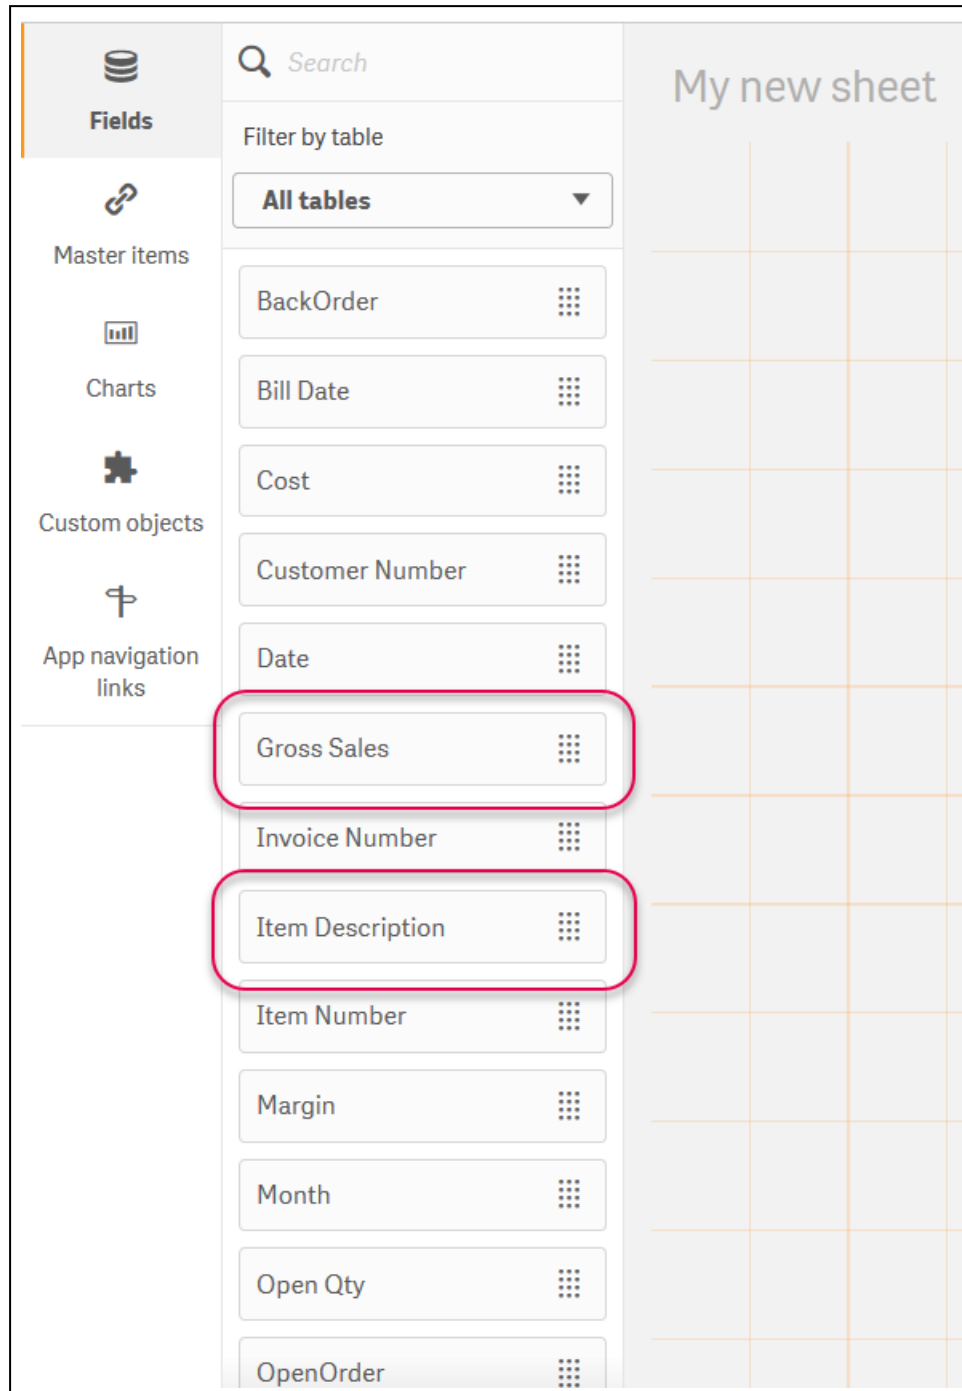 Fields
Master items
Charts
Custom objects
App navigation
links
Search
Filter by table
All tables
BackOrder
Bill Date
Cost
Customer Number
Date
Gross Sales
Invoice Number
Item Description
Item Number
Margin
Month
Open Qty
OpenOrder
My new sheet